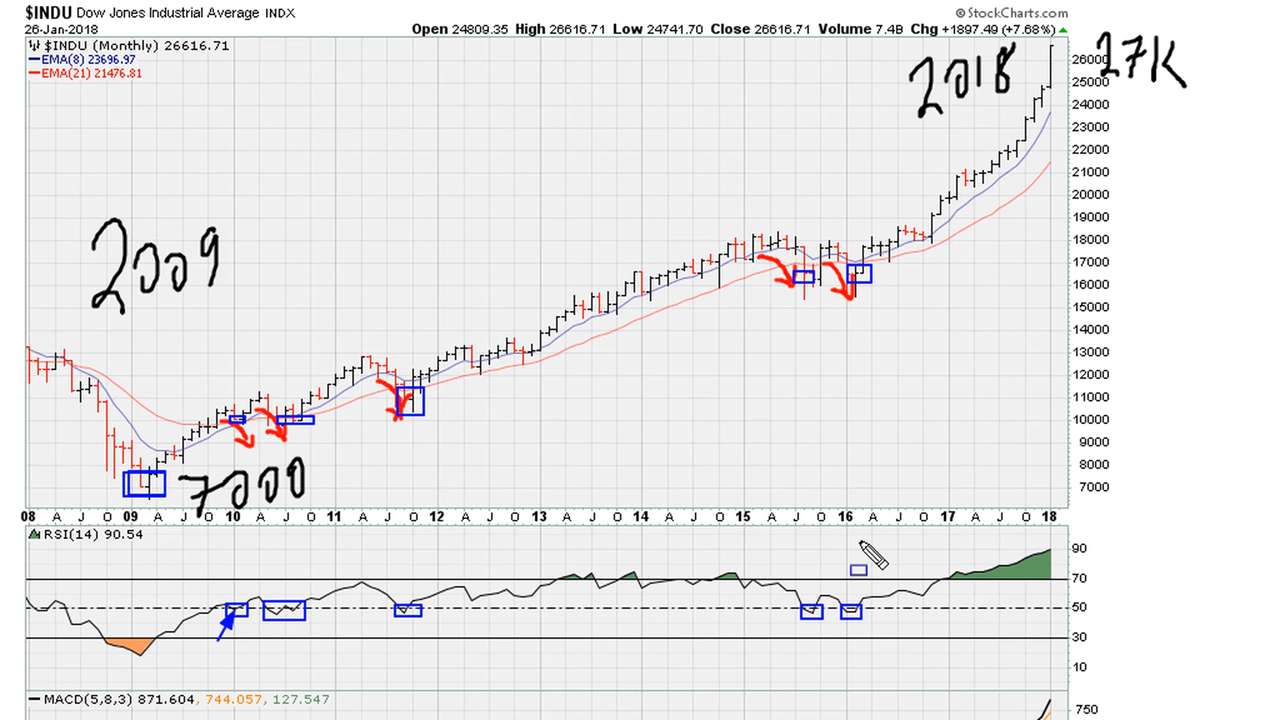 $INDU Dow Jones Industrial Average INDX
© StockCharts.com
26-Jan-2018
Open 24809.35 High 26616.71 Low 24741.70 Close 26616.71 Volume 7.4B Chg +1897.49 (+7.68%)
$INDU (Monthly) 26616.71
EMA(8) 23696.97
EMA(21) 21476.81
2018
27K
2009
7000
26000
25000
24000
23000
22000
21000
20000
19000
18000
17000
16000
15000
14000
13000
12000
11000
10000
9000
8000
7000
08 A J O 09 A J O 10 A J O 11 A J O 12 A J O 13 A J O 14 A J O 15 A J O 16 A J O 17 A J O 18
RSI(14) 90.54
90
70
50
30
10
MACD(5,8,3) 871.604, 744.057, 127.547
750